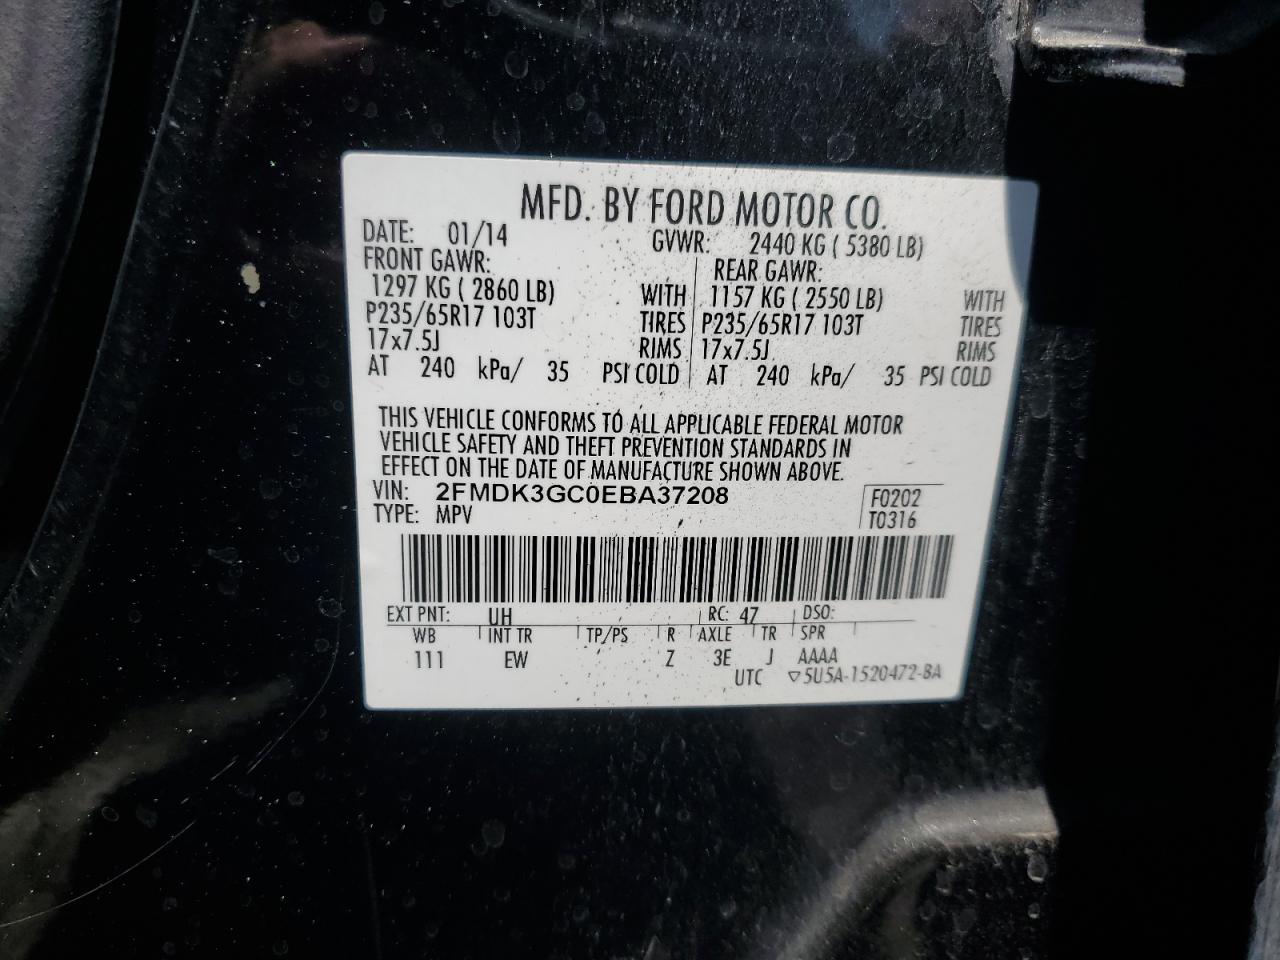 MFD. BY FORD MOTOR CO.
DATE: 01/14 GVWR: 2440 KG ( 5380 LB)
FRONT GAWR: REAR GAWR:
1297 KG ( 2860 LB) WITH 1157 KG ( 2550 LB) WITH
P235/65R17 103T TIRES P235/65R17 103T TIRES
17x7.5J RIMS 17x7.5J RIMS
AT 240 kPa/ 35 PSI COLD AT 240 kPa/ 35 PSI COLD
THIS VEHICLE CONFORMS TO ALL APPLICABLE FEDERAL MOTOR
VEHICLE SAFETY AND THEFT PREVENTION STANDARDS IN
EFFECT ON THE DATE OF MANUFACTURE SHOWN ABOVE.
VIN: 2FMDK3GC0EBA37208 F0202
TYPE: MPV T0316
EXT PNT: UH RC: 47 DSO:
WB INT TR TP/PS R AXLE TR SPR
111 EW Z 3E J AAAA
UTC ▽5U5A-1520472-BA